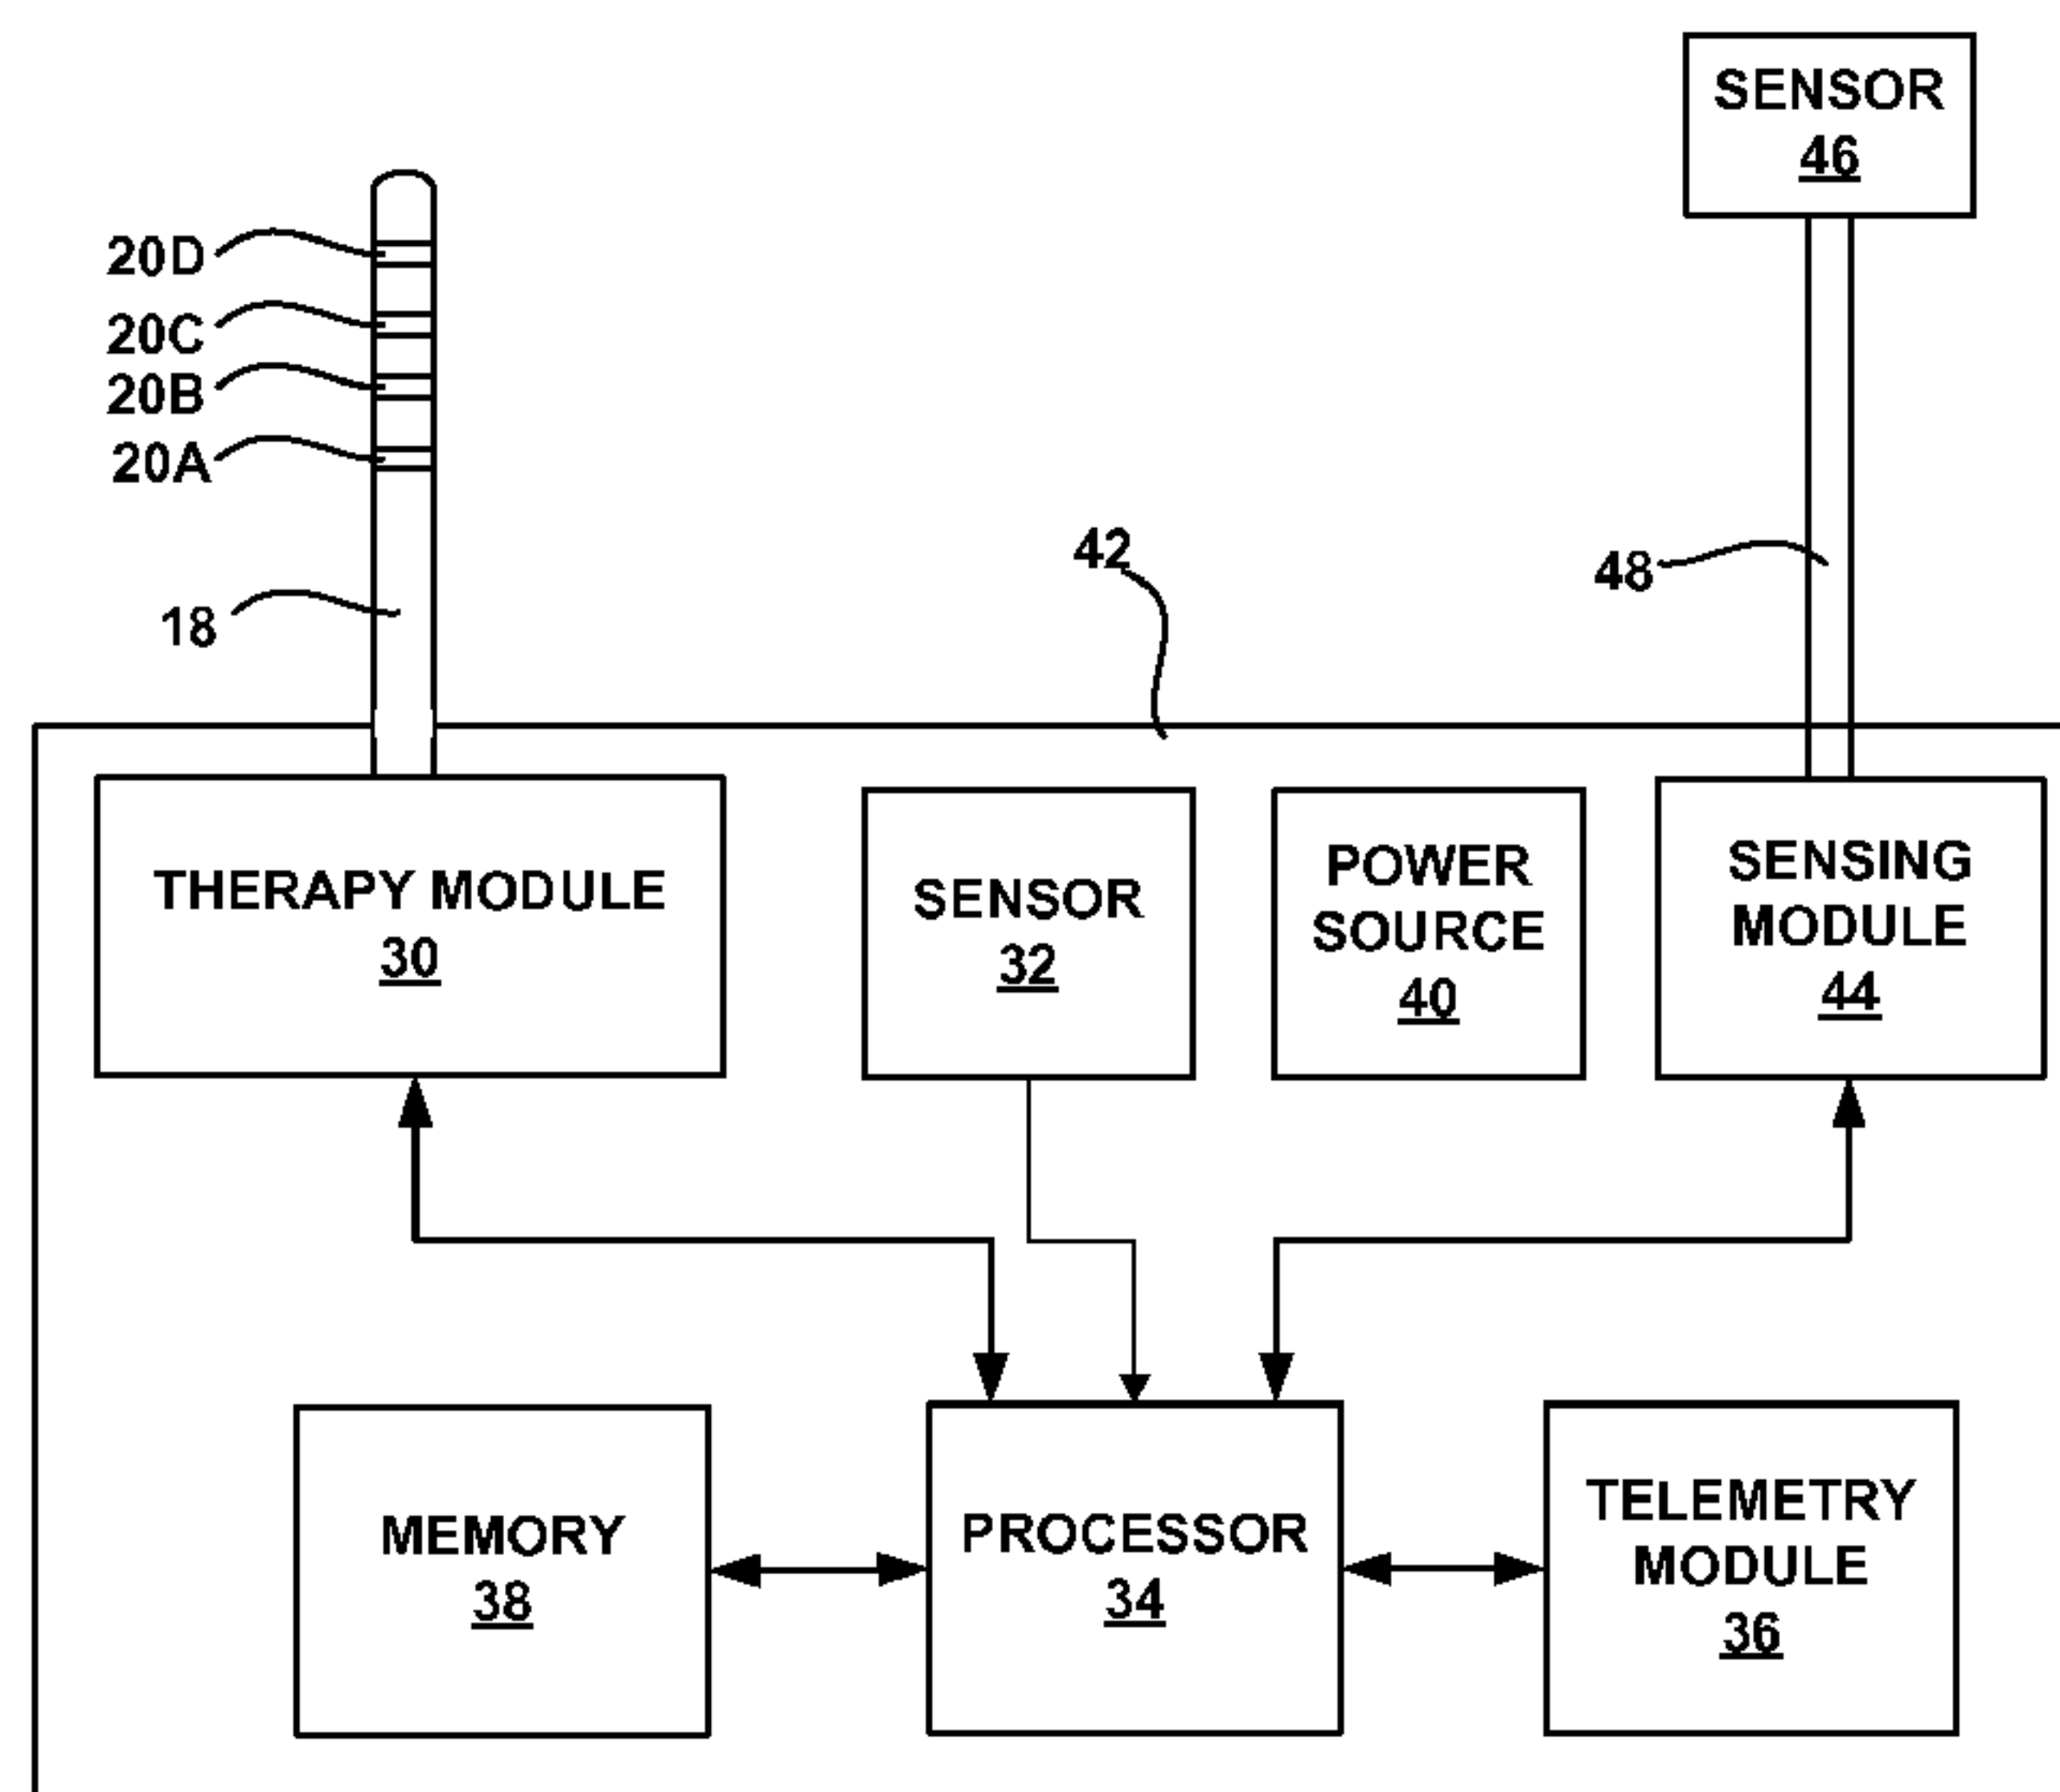 SENSOR
46
20D
20C
20B
20A
42
48
18
THERAPY MODULE
30
SENSOR
32
POWER
SOURCE
40
SENSING
MODULE
44
MEMORY
38
PROCESSOR
34
TELEMETRY
MODULE
36